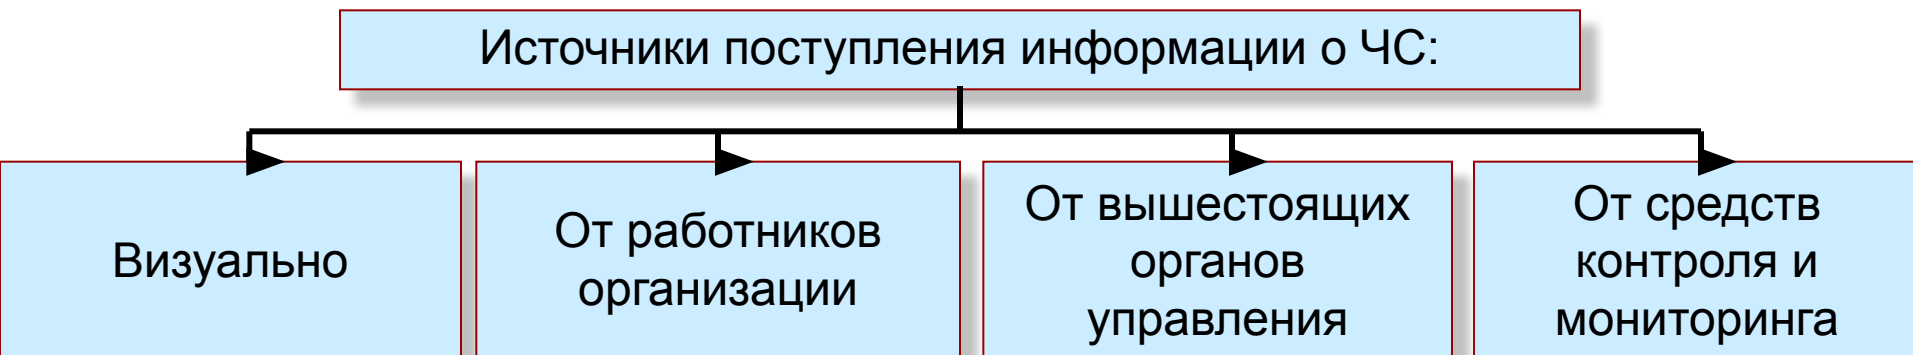 Источники поступления информации о ЧС:
Визуально
От работников
организации
От вышестоящих
органов
управления
От средств
контроля и
мониторинга